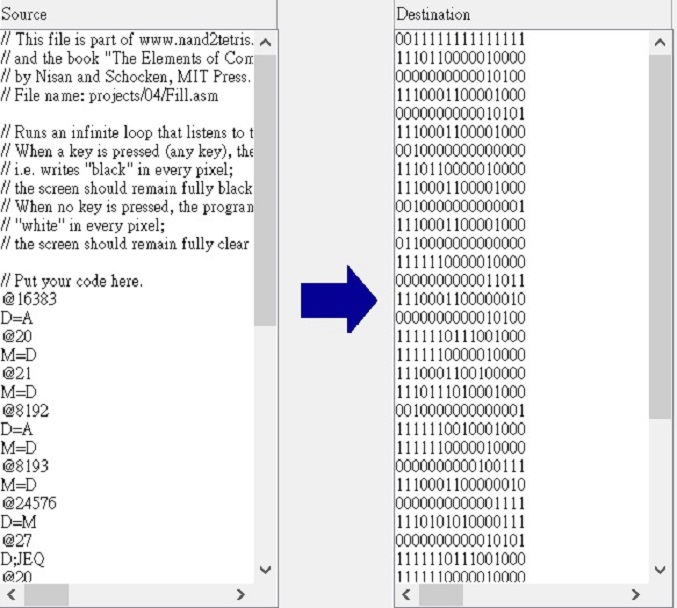 Source
// This file is part of www.nand2tetris.
// and the book "The Elements of Com
// by Nisan and Schocken, MIT Press.
// File name: projects/04/Fill.asm
// Runs an infinite loop that listens to t
// When a key is pressed (any key), the
// i.e. writes "black" in every pixel;
// the screen should remain fully black
// When no key is pressed, the progran
// "white" in every pixel;
// the screen should remain fully clear
// Put your code here.
@16383
D=A
@20
M=D
@21
M=D
@8192
D=A
M=D
@8193
M=D
@24576
D=M
@27
D;JEQ
@20
Destination
0011111111111111
1110110000010000
0000000000010100
1110001100001000
0000000000010101
1110001100001000
0010000000000000
1110110000010000
1110001100001000
0010000000000001
1110001100001000
0110000000000000
1111110000010000
0000000000011011
1110001100000010
0000000000010100
1111110111001000
1111110000010000
1110001100100000
1110111010001000
0010000000000001
1111110010001000
1111110000010000
0000000000100111
1110001100000010
0000000000001111
1110101010000111
0000000000010101
1111110111001000
1111110000010000